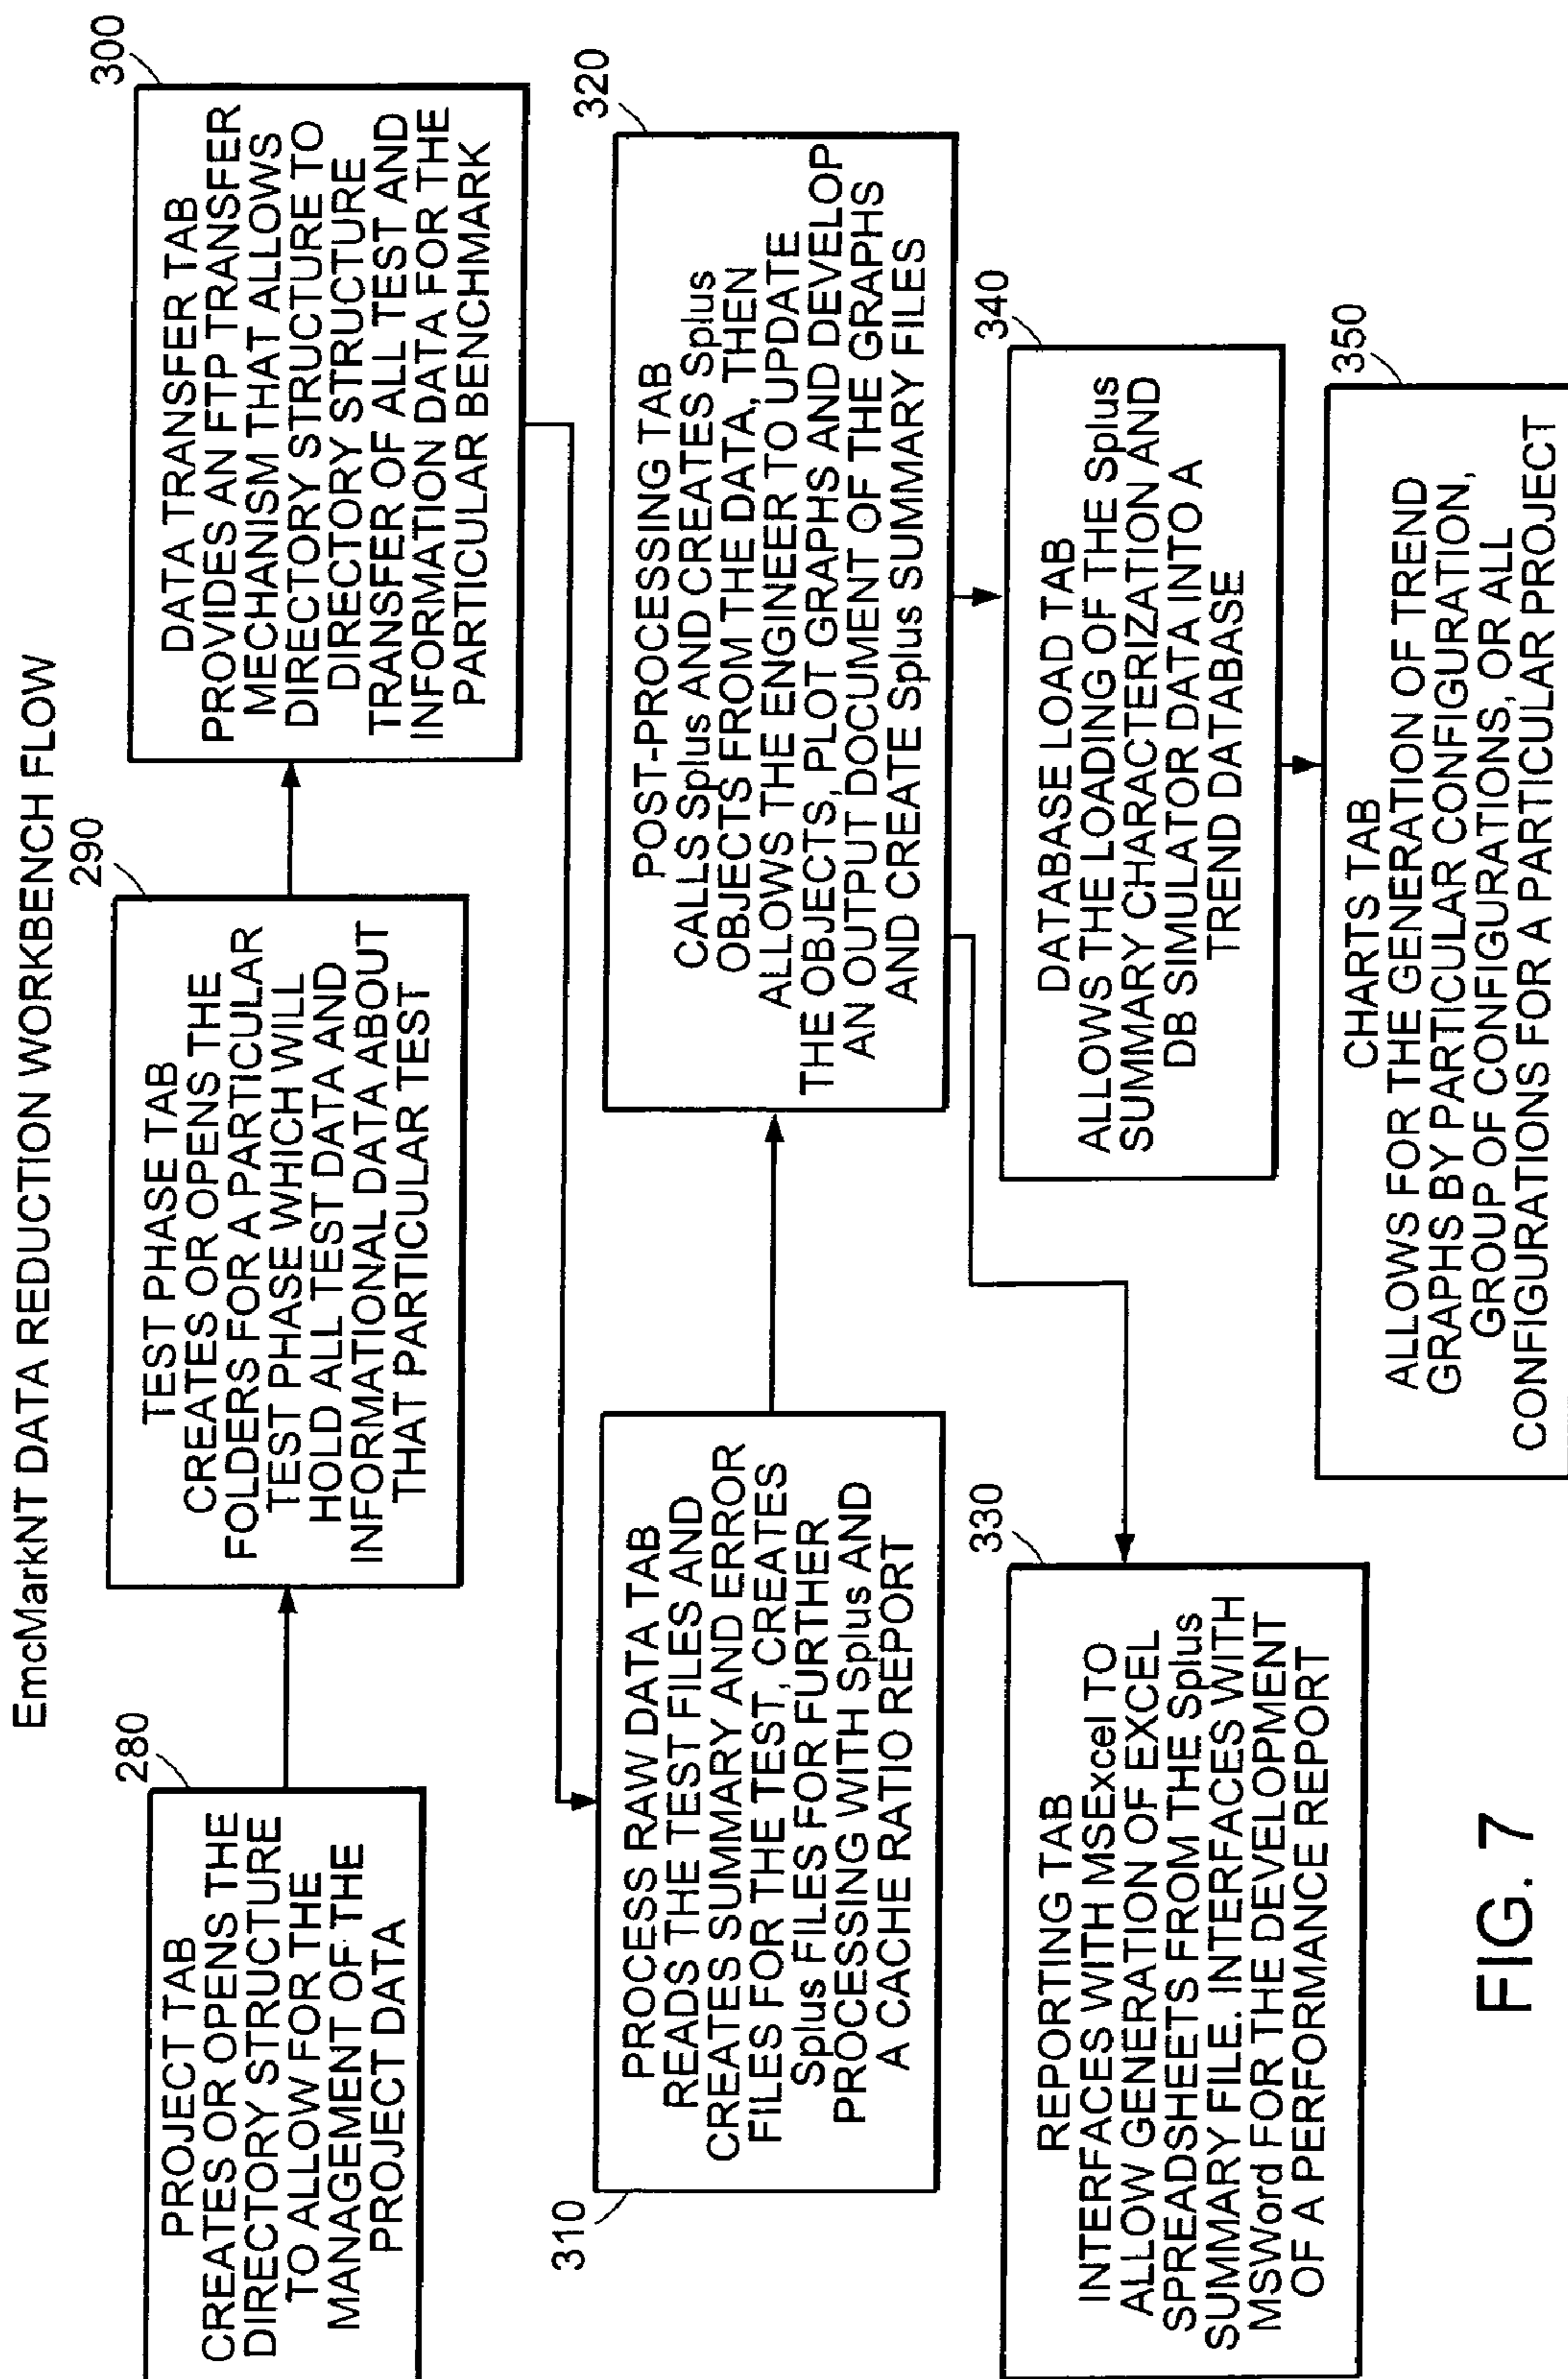 EmcMarkNT DATA REDUCTION WORKBENCH FLOW
280
PROJECT TAB
CREATES OR OPENS THE
DIRECTORY STRUCTURE
TO ALLOW FOR THE
MANAGEMENT OF THE
PROJECT DATA
290
TEST PHASE TAB
CREATES OR OPENS THE
FOLDERS FOR A PARTICULAR
TEST PHASE WHICH WILL
HOLD ALL TEST DATA AND
INFORMATIONAL DATA ABOUT
THAT PARTICULAR TEST
300
DATA TRANSFER TAB
PROVIDES AN FTP TRANSFER
MECHANISM THAT ALLOWS
DIRECTORY STRUCTURE TO
DIRECTORY STRUCTURE
TRANSFER OF ALL TEST AND
INFORMATION DATA FOR THE
PARTICULAR BENCHMARK
310
PROCESS RAW DATA TAB
READS THE TEST FILES AND
CREATES SUMMARY AND ERROR
FILES FOR THE TEST, CREATES
Splus FILES FOR FURTHER
PROCESSING WITH Splus AND
A CACHE RATIO REPORT
320
POST-PROCESSING TAB
CALLS Splus AND CREATES Splus
OBJECTS FROM THE DATA, THEN
ALLOWS THE ENGINEER TO UPDATE
THE OBJECTS, PLOT GRAPHS AND DEVELOP
AN OUTPUT DOCUMENT OF THE GRAPHS
AND CREATE Splus SUMMARY FILES
330
REPORTING TAB
INTERFACES WITH MSExcel TO
ALLOW GENERATION OF EXCEL
SPREADSHEETS FROM THE Splus
SUMMARY FILE. INTERFACES WITH
MSWord FOR THE DEVELOPMENT
OF A PERFORMANCE REPORT
340
DATABASE LOAD TAB
ALLOWS THE LOADING OF THE Splus
SUMMARY CHARACTERIZATION AND
DB SIMULATOR DATA INTO A
TREND DATABASE
350
CHARTS TAB
ALLOWS FOR THE GENERATION OF TREND
GRAPHS BY PARTICULAR CONFIGURATION,
GROUP OF CONFIGURATIONS, OR ALL
CONFIGURATIONS FOR A PARTICULAR PROJECT
FIG. 7